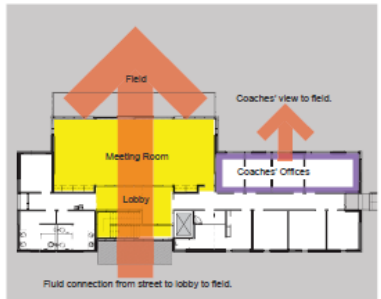 Field
Coaches' view to field.
Meeting Room
Coaches' Offices
Lobby
Fluid connection from street to lobby to field.